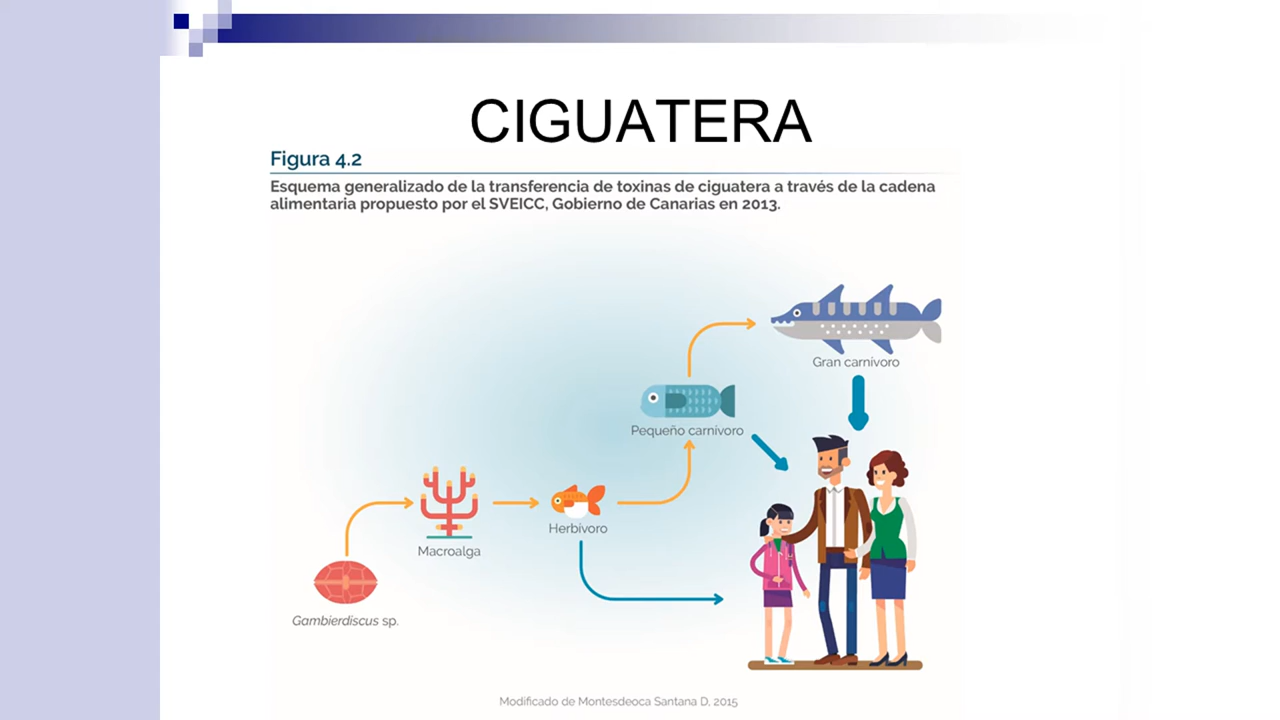 CIGUATERA
Figura 4.2
Esquema generalizado de la transferencia de toxinas de ciguatera a través de la cadena
alimentaria propuesto por el SVEICC, Gobierno de Canarias en 2013.
Gran carnívoro
Pequeño carnívoro
Herbívoro
Macroalga
Gambierdiscus sp.
Modificado de Montesdeoca Santana D, 2015